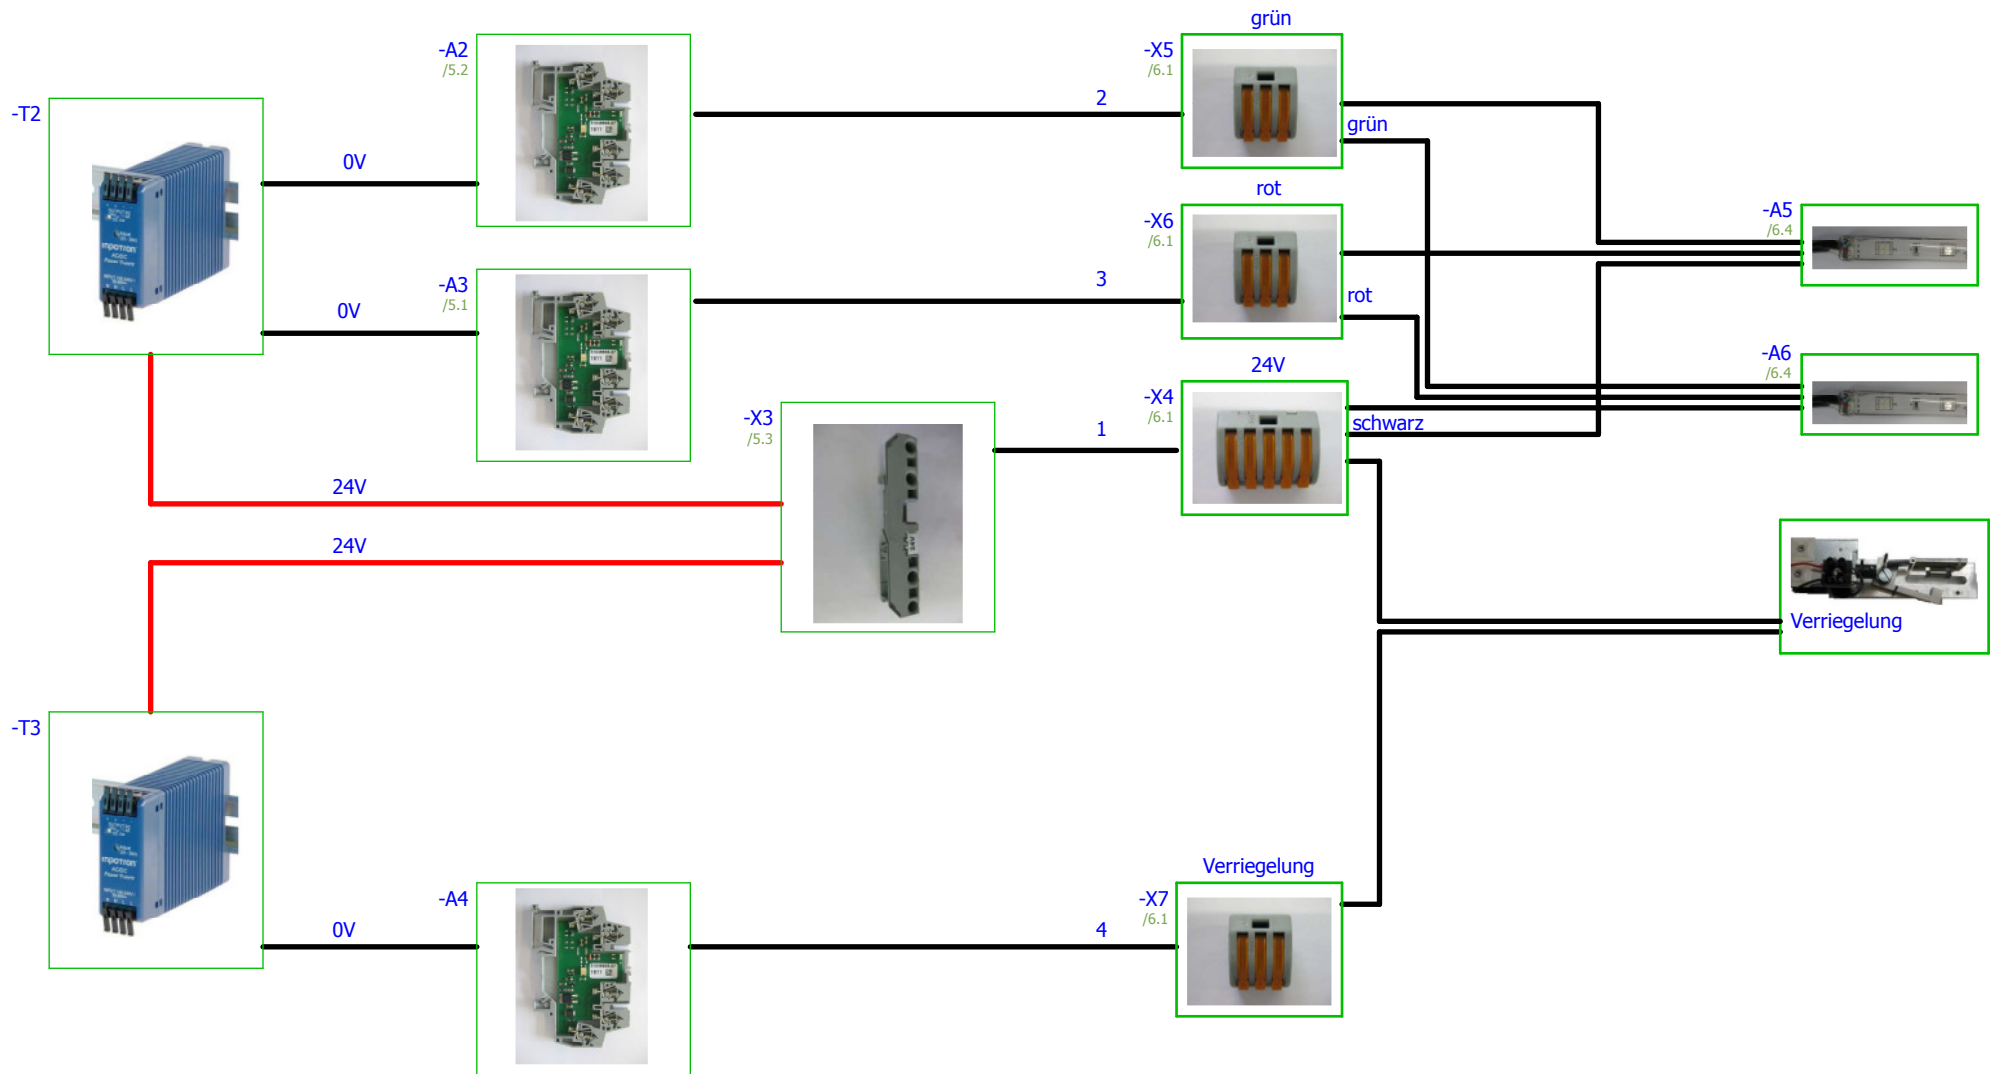 grün
-A2
/5.2
-X5
/6.1
-T2
2
grün
0V
rot
-A5
/6.4
-X6
/6.1
-A3
/5.1
3
rot
0V
24V
-A6
/6.4
-X4
/6.1
-X3
/5.3
1
schwarz
24V
24V
Verriegelung
-T3
Verriegelung
-A4
-X7
/6.1
0V
4